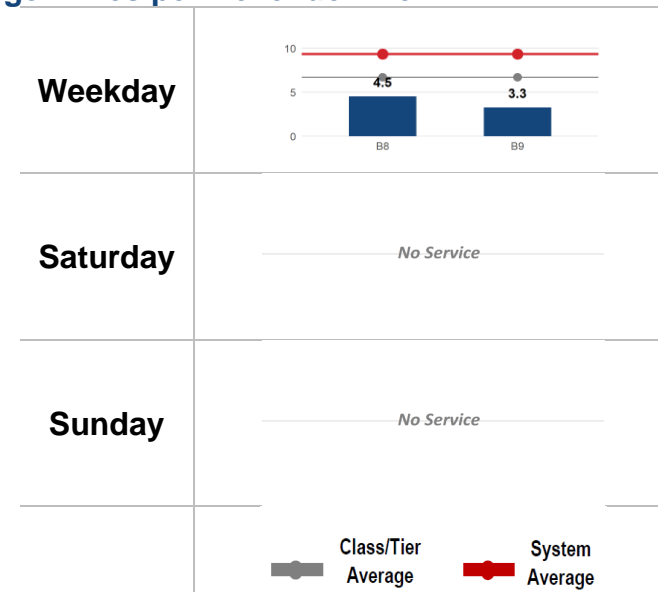 Weekday
10
5
0
4.5
3.3
B8
B9
Saturday
No Service
Sunday
No Service
Class/Tier
Average
System
Average